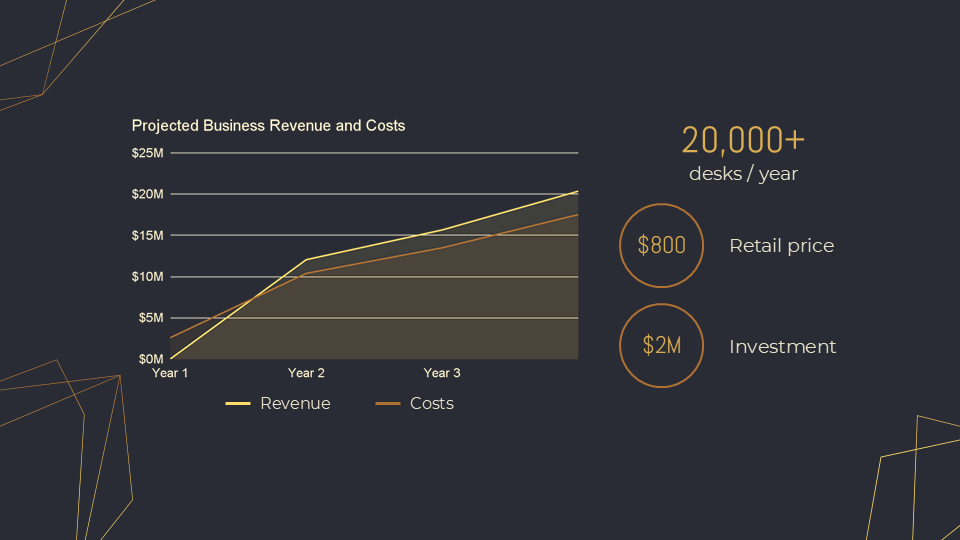 Projected Business Revenue and Costs
$25M
$20M
$15M
$10M
$5M
$0M
Year 1
Year 2
Year 3
Revenue
Costs
20,000+
desks / year
$800
Retail price
$2M
Investment